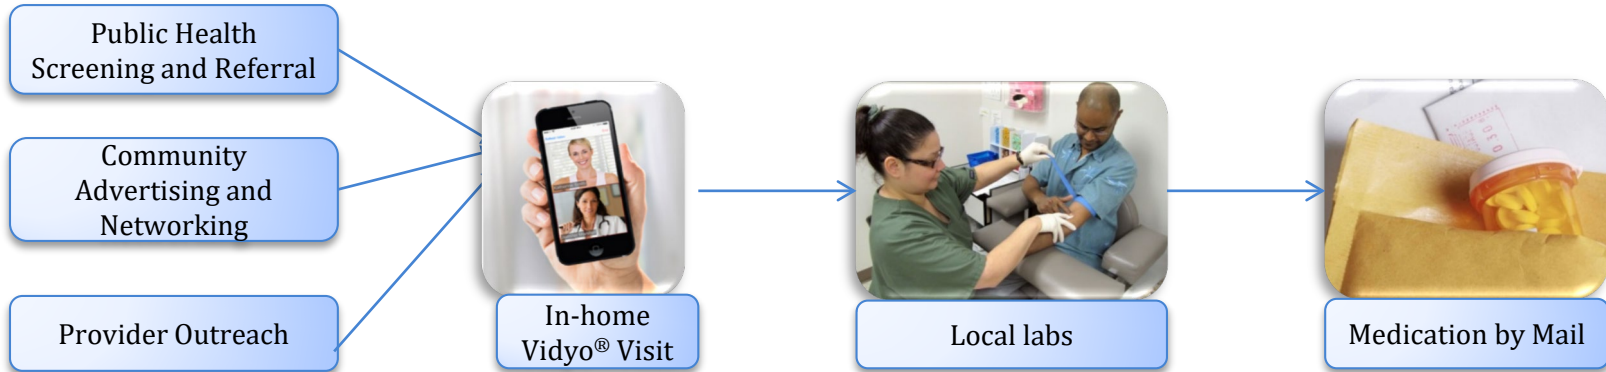 Public Health
Screening and Referral
Community
Advertising and
Networking
Provider Outreach
In-home
Vidyo® Visit
Local labs
Medication by Mail